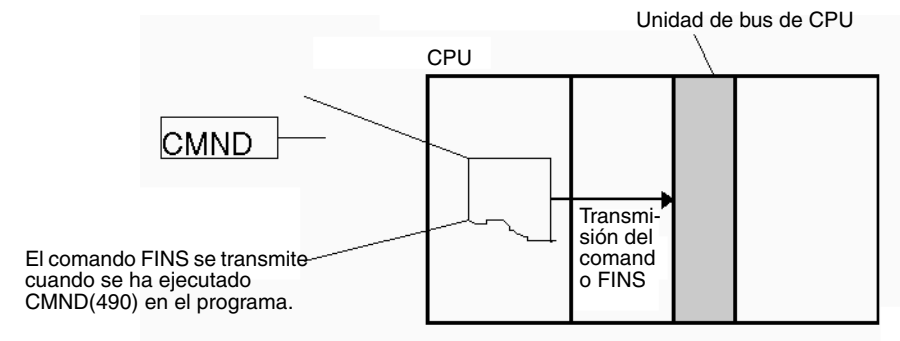 Unidad de bus de CPU
CPU
CMND
Transmi-
sión del
comand
o FINS
El comando FINS se transmite
cuando se ha ejecutado
CMND(490) en el programa.